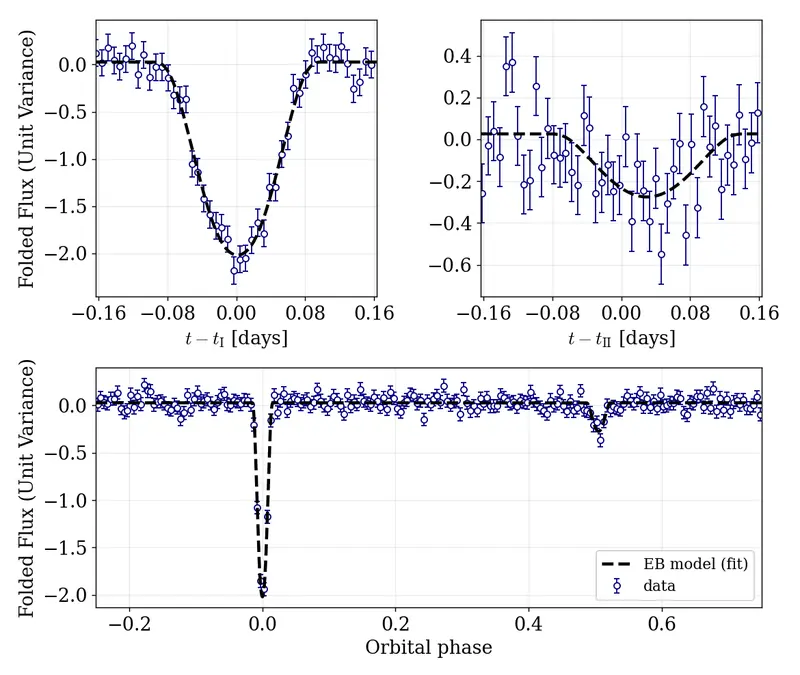 Folded Flux (Unit Variance)
0.0
−0.5
−1.0
−1.5
−2.0
−0.16 −0.08 0.00 0.08 0.16
t − t_I [days]
0.4
0.2
0.0
−0.2
−0.4
−0.6
−0.16 −0.08 0.00 0.08 0.16
t − t_II [days]
Folded Flux (Unit Variance)
0.0
−0.5
−1.0
−1.5
−2.0
−0.2 0.0 0.2 0.4 0.6
Orbital phase
EB model (fit)
data